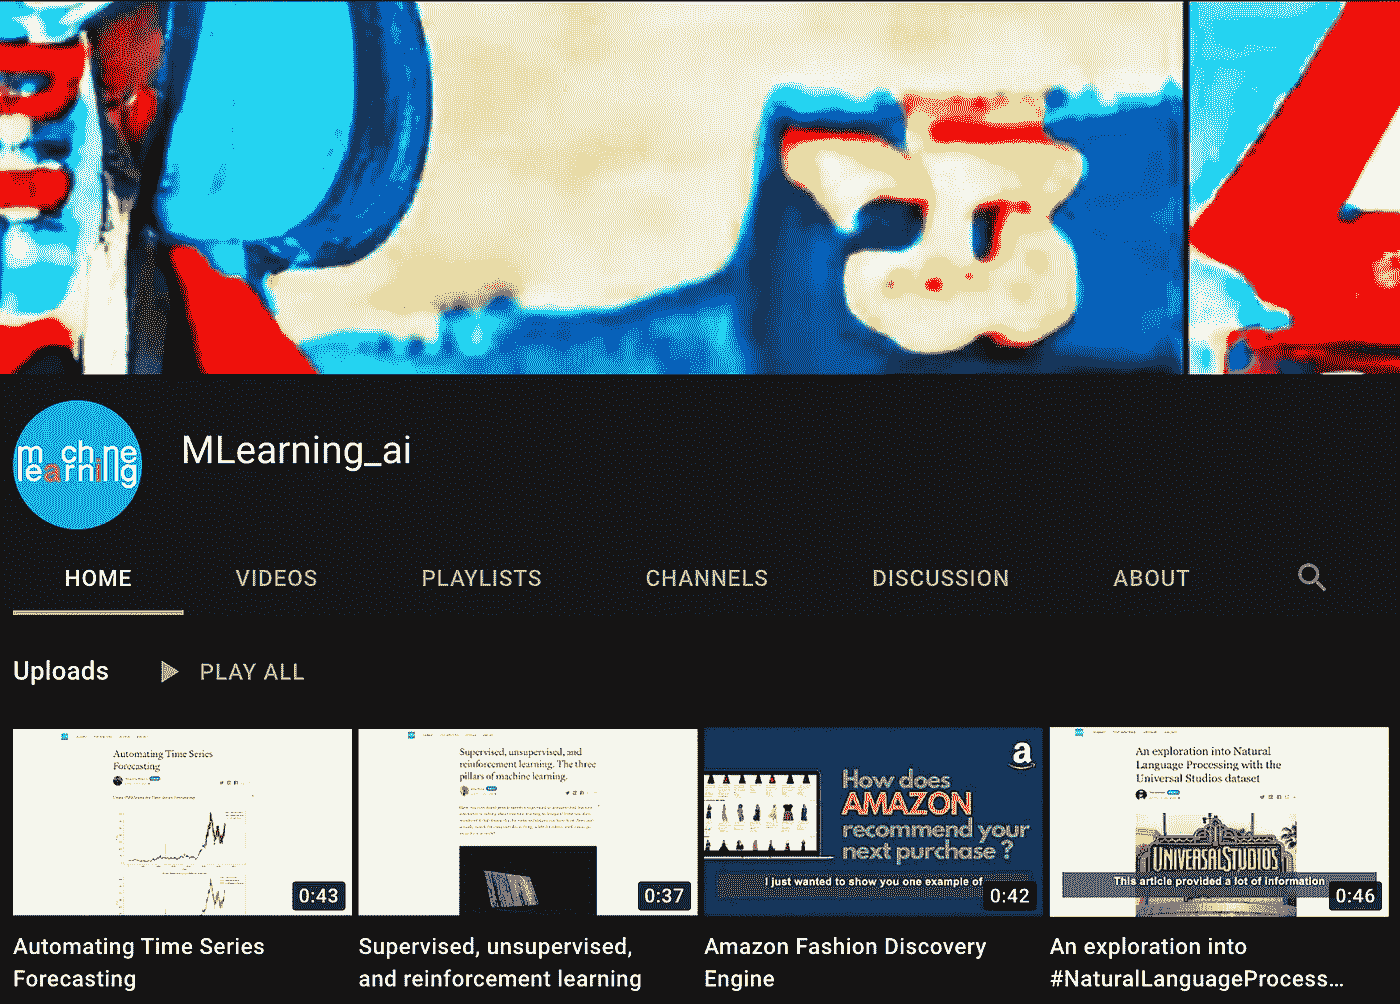 machine
learning
MLearning_ai
HOME VIDEOS PLAYLISTS CHANNELS DISCUSSION ABOUT
Uploads PLAY ALL
Automating Time Series
Forecasting
0:43
Supervised, unsupervised, and
reinforcement learning. The three
pillars of machine learning.
0:37
a
How does
AMAZON
recommend your
next purchase ?
I just wanted to show you one example of
0:42
An exploration into Natural
Language Processing with the
Universal Studios dataset
UNIVERSAL STUDIOS
This article provided a lot of information
0:46
Automating Time Series
Forecasting
Supervised, unsupervised,
and reinforcement learning
Amazon Fashion Discovery
Engine
An exploration into
#NaturalLanguageProcess...